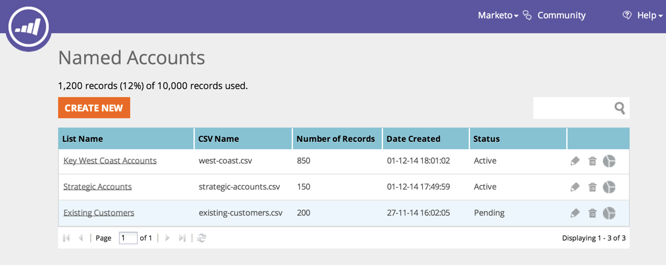 Marketo Community Help
Named Accounts
1,200 records (12%) of 10,000 records used.
CREATE NEW
List Name CSV Name Number of Records Date Created Status
Key West Coast Accounts west-coast.csv 850 01-12-14 18:01:02 Active
Strategic Accounts strategic-accounts.csv 150 01-12-14 17:49:59 Active
Existing Customers existing-customers.csv 200 27-11-14 16:02:05 Pending
Page 1 of 1 Displaying 1 - 3 of 3